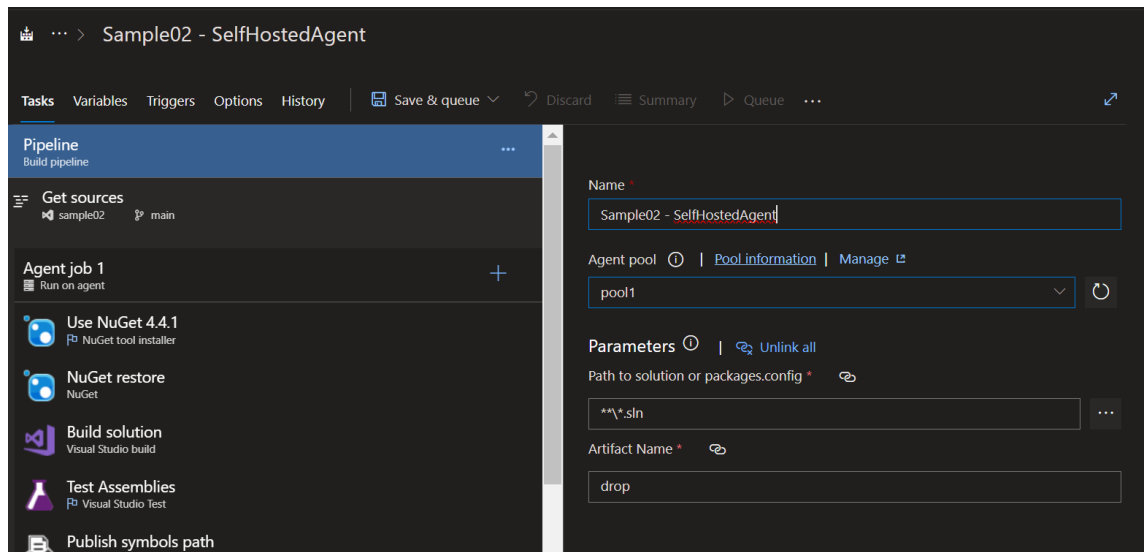 Sample02 - SelfHostedAgent
Tasks Variables Triggers Options History Save & queue Discard Summary Queue
Pipeline
Build pipeline
Get sources
sample02 main
Agent job 1
Run on agent
Use NuGet 4.4.1
NuGet tool installer
NuGet restore
NuGet
Build solution
Visual Studio build
Test Assemblies
Visual Studio Test
Publish symbols path
Name *
Sample02 - SelfHostedAgent
Agent pool | Pool information | Manage
pool1
Parameters | Unlink all
Path to solution or packages.config *
**\*.sln
Artifact Name *
drop